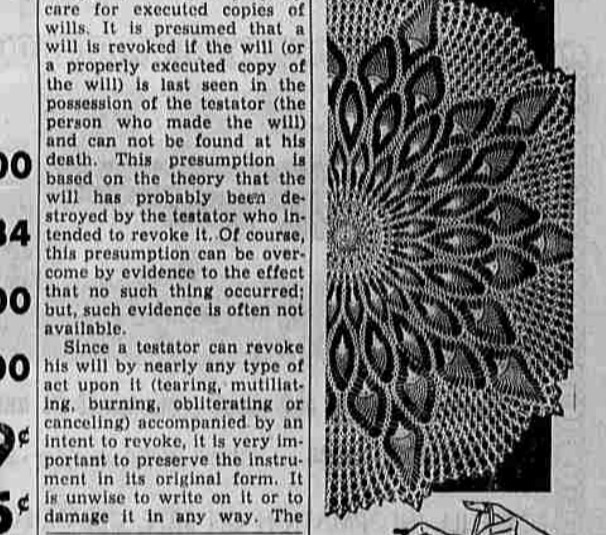 care for executed copies of
wills. It is presumed that a
will is revoked if the will (or
a properly executed copy of
the will) is last seen in the
possession of the testator (the
person who made the will)
and can not be found at his
death. This presumption is
based on the theory that the
will has probably been de-
stroyed by the testator who in-
tended to revoke it. Of course,
this presumption can be over-
come by evidence to the effect
that no such thing occurred;
but, such evidence is often not
available.
Since a testator can revoke
his will by nearly any type of
act upon it (tearing, mutiliat-
ing, burning, obliterating or
canceling) accompanied by an
intent to revoke, it is very im-
portant to preserve the instru-
ment in its original form. It
is unwise to write on it or to
damage it in any way. The
00
34
00
00
9¢
5¢